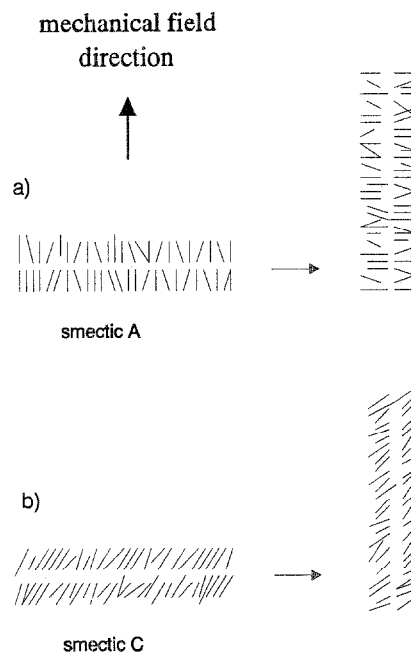 mechanical field
direction
a)
smectic A
b)
smectic C